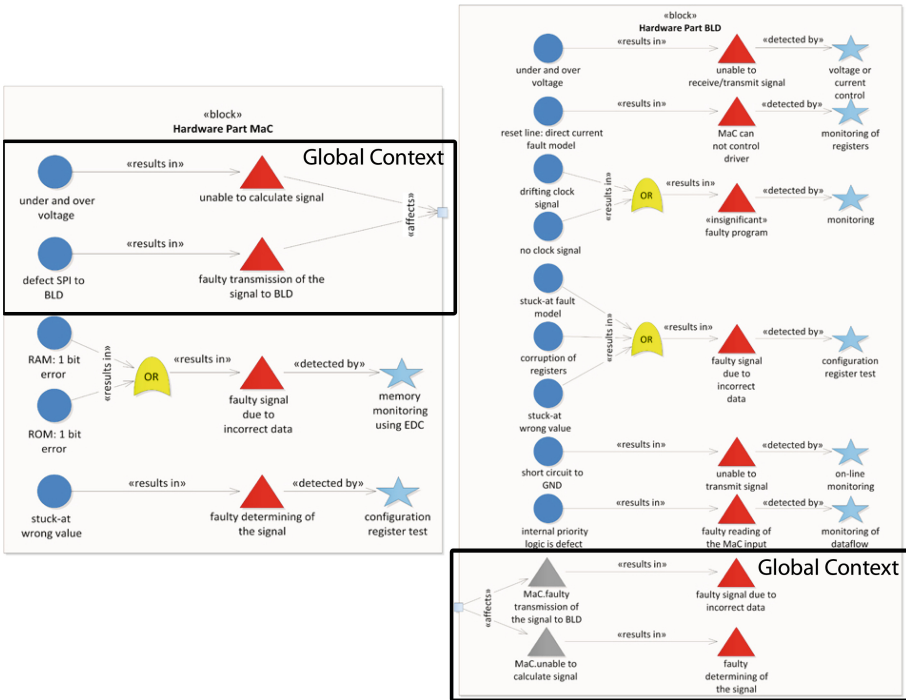 «block»
Hardware Part MaC
Global Context
«results in»
under and over
voltage
unable to calculate signal
«affects»
«results in»
defect SPI to
BLD
faulty transmission of the
signal to BLD
RAM: 1 bit
error
«results in»
OR
«results in»
«detected by»
ROM: 1 bit
error
faulty signal
due to
incorrect data
memory
monitoring
using EDC
«results in»
«detected by»
stuck-at
wrong value
faulty determining of
the signal
configuration
register test
«block»
Hardware Part BLD
«results in»
«detected by»
under and over
voltage
unable to
receive/transmit signal
voltage or
current
control
«results in»
«detected by»
reset line: direct current
fault model
MaC can
not control
driver
monitoring of
registers
drifting clock
signal
«results in»
OR
«results in»
«detected by»
no clock signal
«insignificant»
faulty program
monitoring
stuck-at fault
model
«results in»
OR
«results in»
«detected by»
corruption of
registers
faulty signal
due to
incorrect
data
configuration
register test
stuck-at
wrong value
«results in»
«detected by»
short circuit to
GND
unable to
transmit signal
on-line
monitoring
«results in»
«detected by»
internal priority
logic is defect
faulty reading of
the MaC input
monitoring of
dataflow
Global Context
«affects»
«results in»
MaC.faulty
transmission of
the signal to BLD
faulty signal due to
incorrect data
«results in»
MaC.unable to
calculate signal
faulty
determining of
the signal